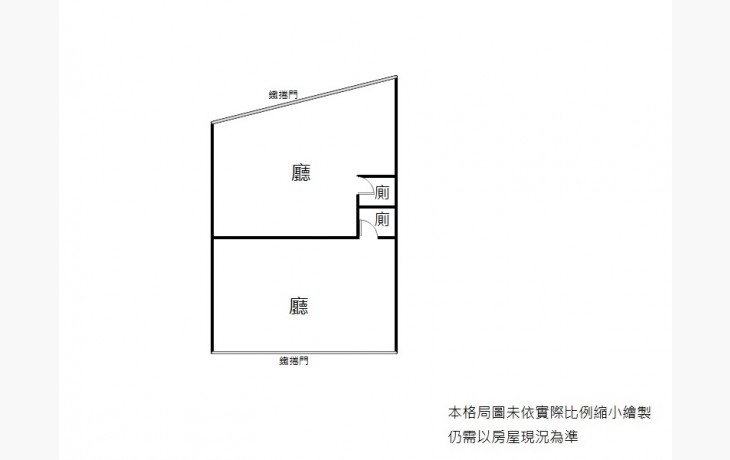 鐵捲門
廳
廁
廁
廳
鐵捲門
本格局圖未依實際比例縮小繪製
仍需以房屋現況為準